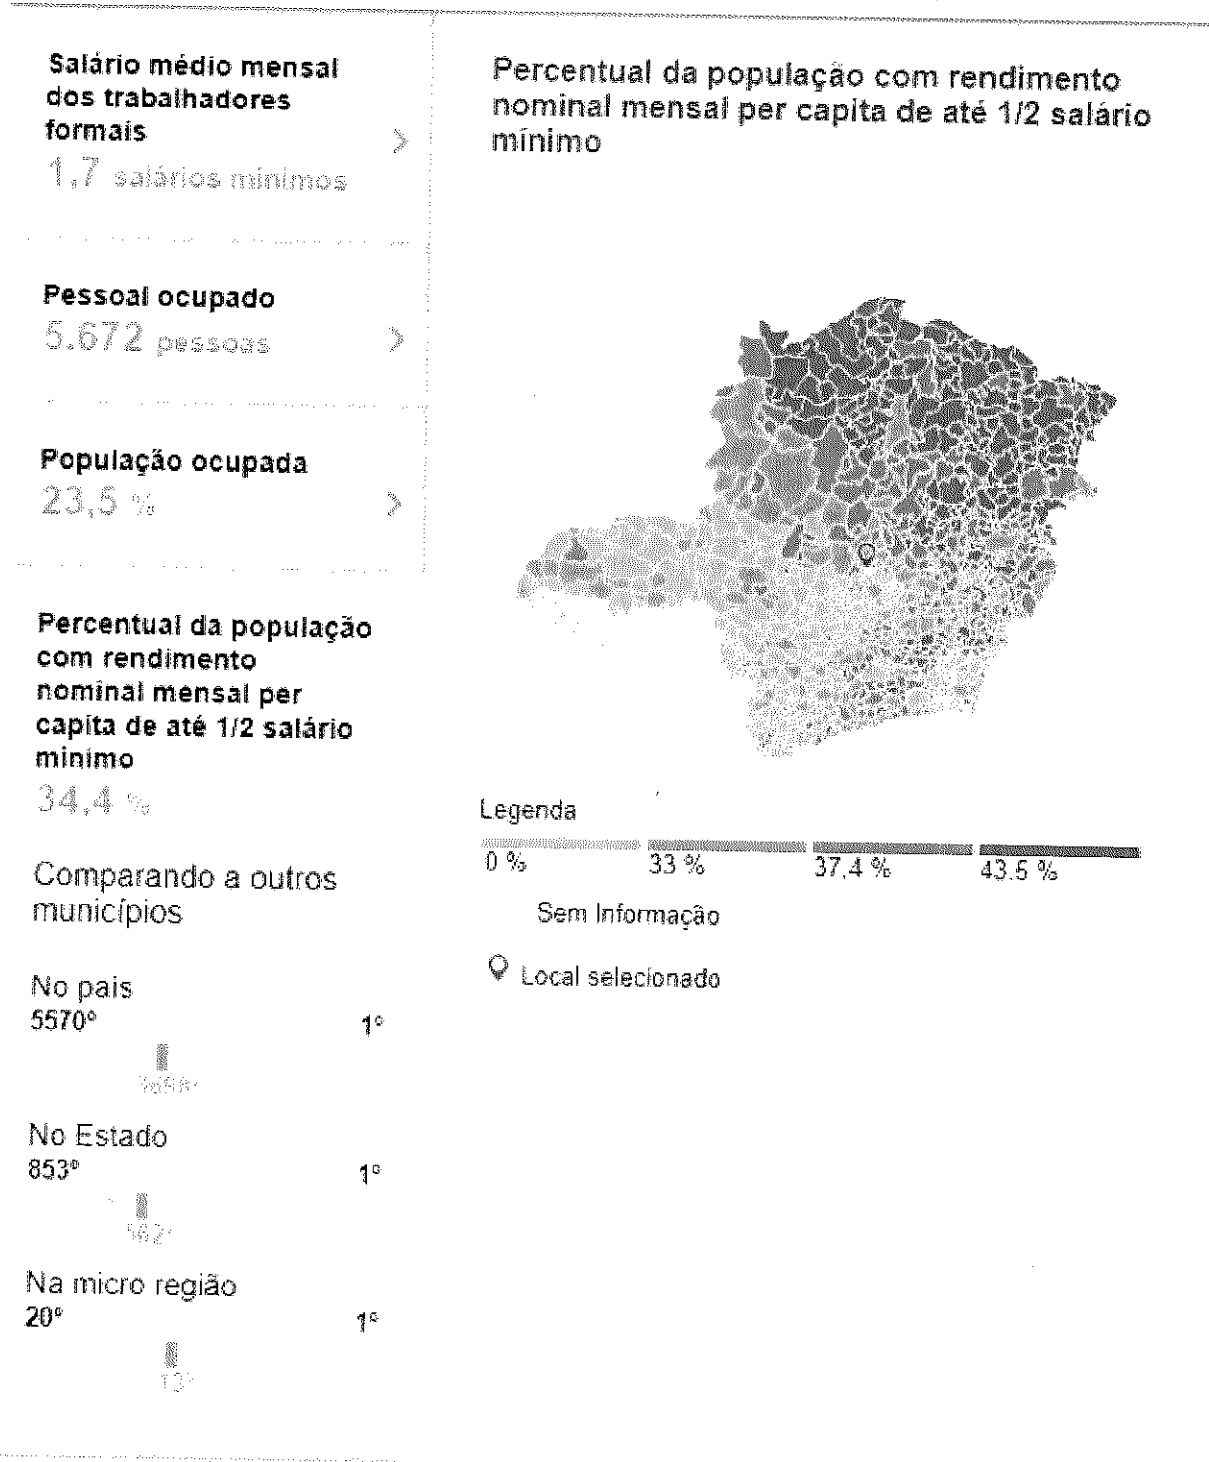 Salário médio mensal
dos trabalhadores
formais
1,7 salários mínimos
Pessoal ocupado
5.672 pessoas
População ocupada
23,5 %
Percentual da população
com rendimento
nominal mensal per
capita de até 1/2 salário
mínimo
34,4 %
Comparando a outros
municípios
No país
5570º 1º
No Estado
853º 1º
562º
Na micro região
20º 1º
13º
Percentual da população com rendimento
nominal mensal per capita de até 1/2 salário
mínimo
Legenda
0 % 33 % 37,4 % 43,5 %
Sem Informação
Local selecionado